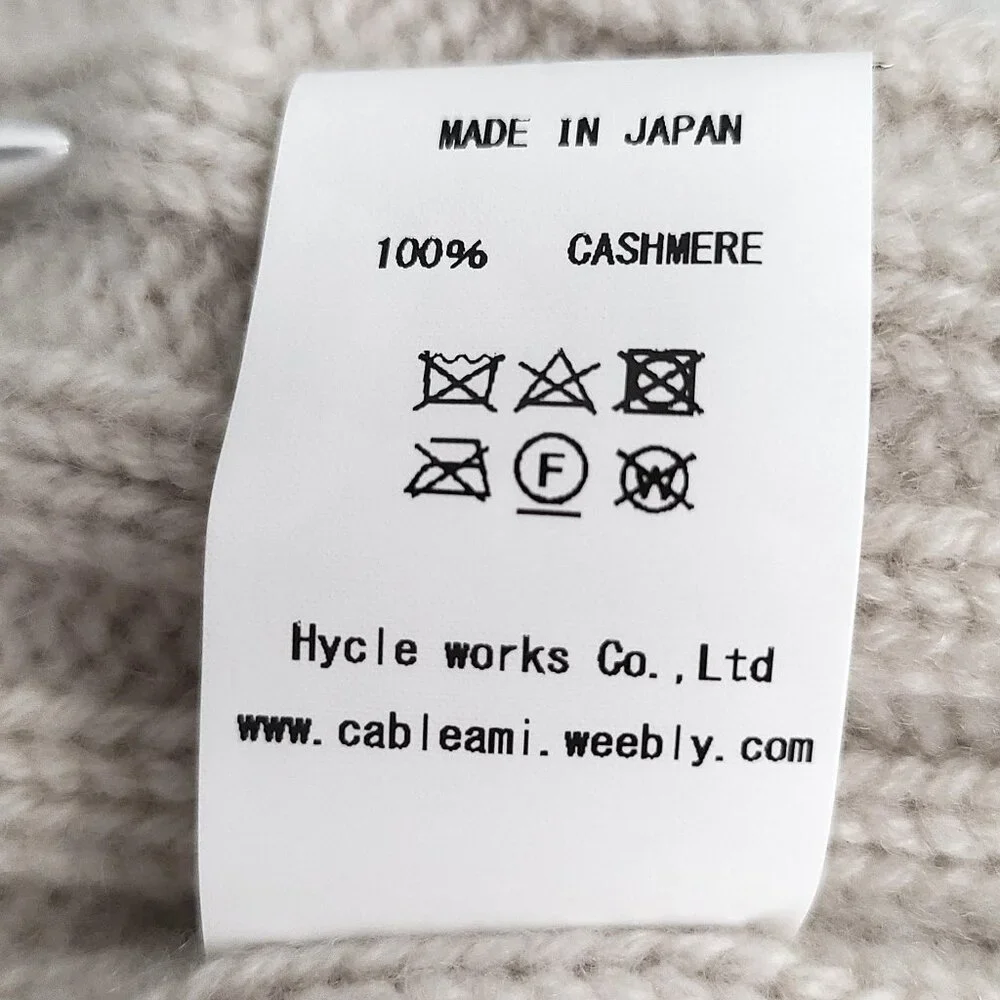 MADE IN JAPAN
100% CASHMERE
F W
Hycle works Co.,Ltd
www.cableami.weebly.com